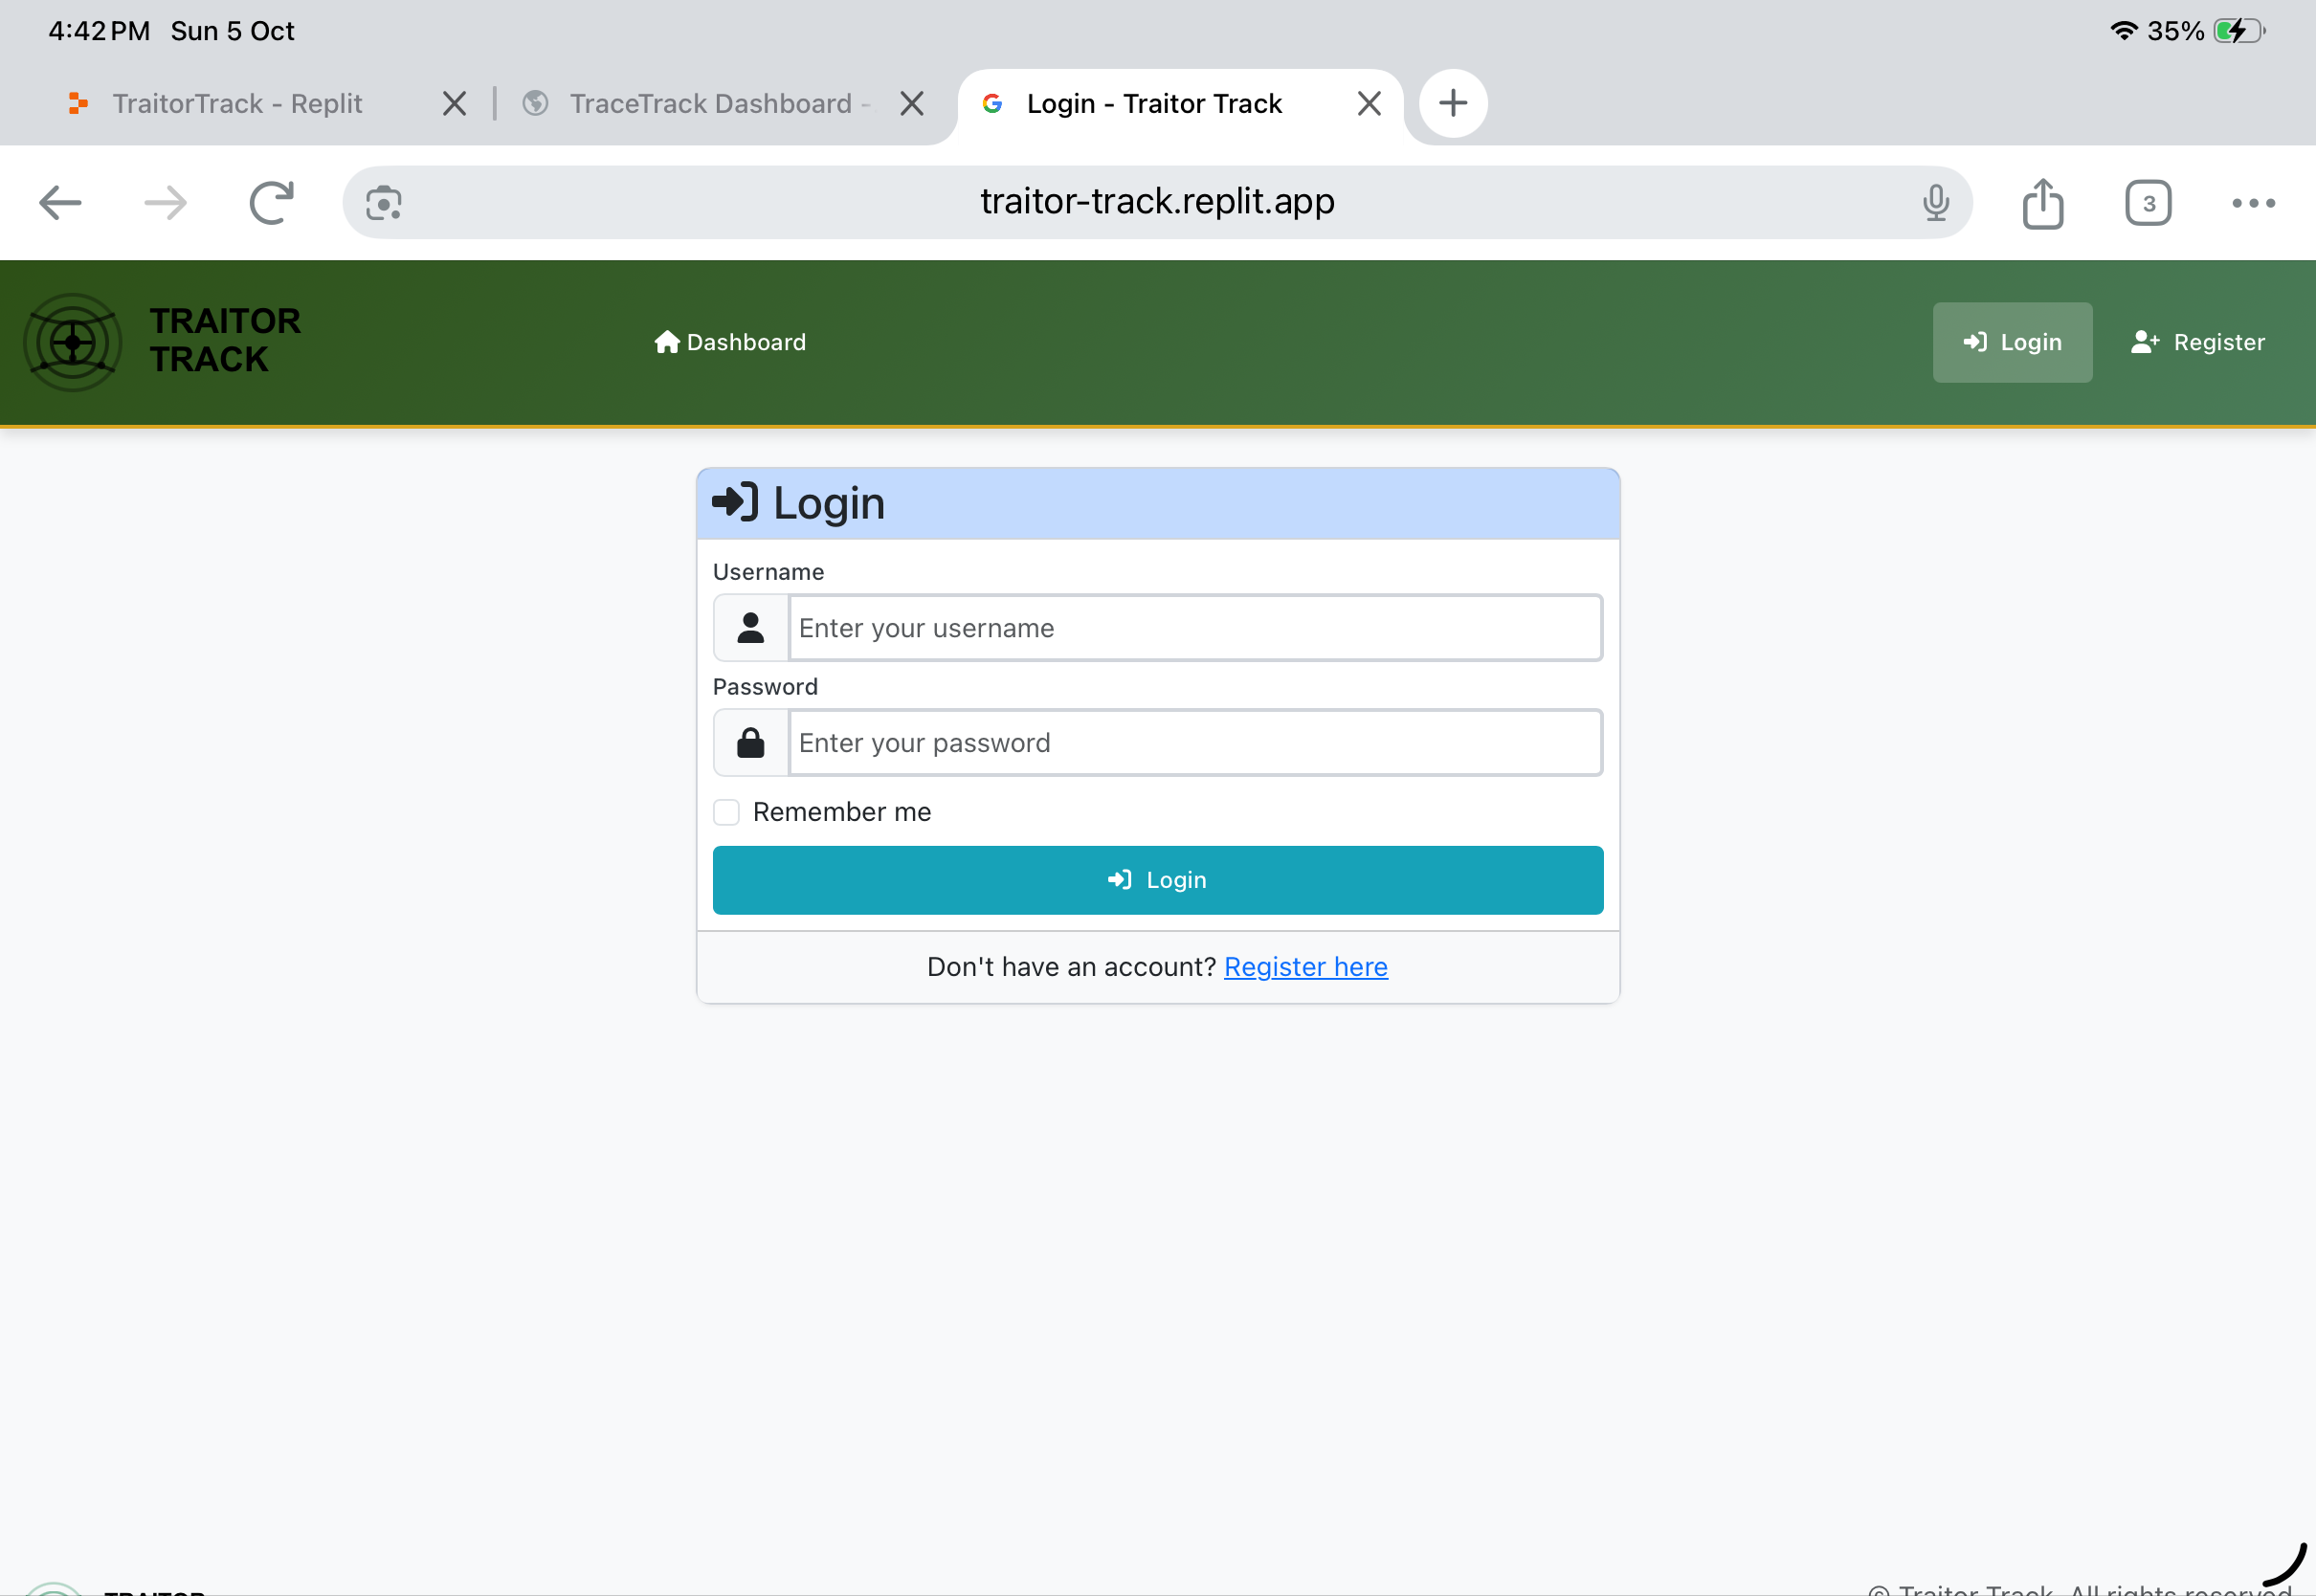 4:42 PM Sun 5 Oct 35%
TraitorTrack - Replit TraceTrack Dashboard - Login - Traitor Track
traitor-track.replit.app 3
TRAITOR
TRACK
Dashboard
Login
Register
Login
Username
Enter your username
Password
Enter your password
Remember me
Login
Don't have an account? Register here
TRAITOR
© Traitor Track. All rights reserved.